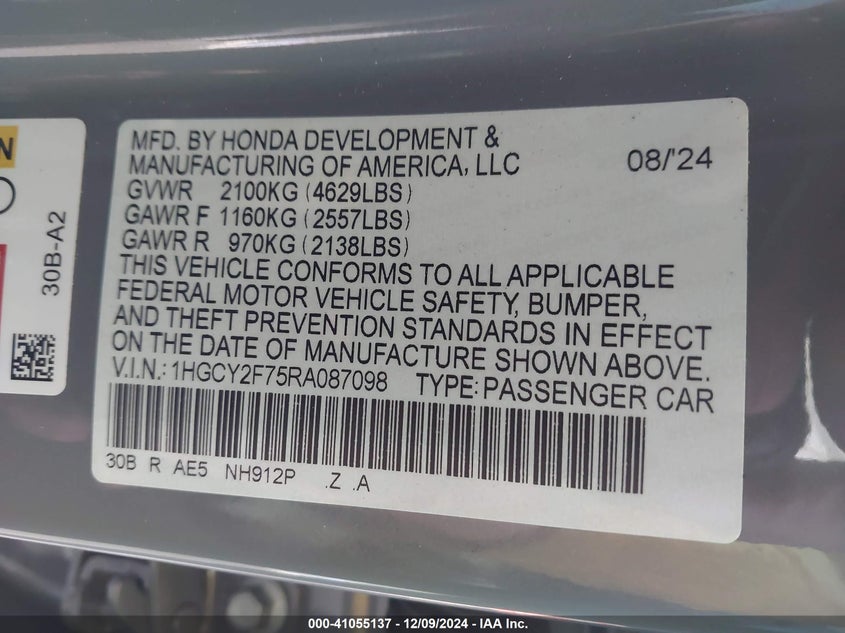 N
30B-A2
MFD. BY HONDA DEVELOPMENT &
MANUFACTURING OF AMERICA, LLC 08/'24
GVWR 2100KG (4629LBS)
GAWR F 1160KG (2557LBS)
GAWR R 970KG (2138LBS)
THIS VEHICLE CONFORMS TO ALL APPLICABLE
FEDERAL MOTOR VEHICLE SAFETY, BUMPER,
AND THEFT PREVENTION STANDARDS IN EFFECT
ON THE DATE OF MANUFACTURE SHOWN ABOVE.
V.I.N.: 1HGCY2F75RA087098 TYPE: PASSENGER CAR
30B R AE5 NH912P .Z .A
000-41055137 - 12/09/2024 - IAAI.COM